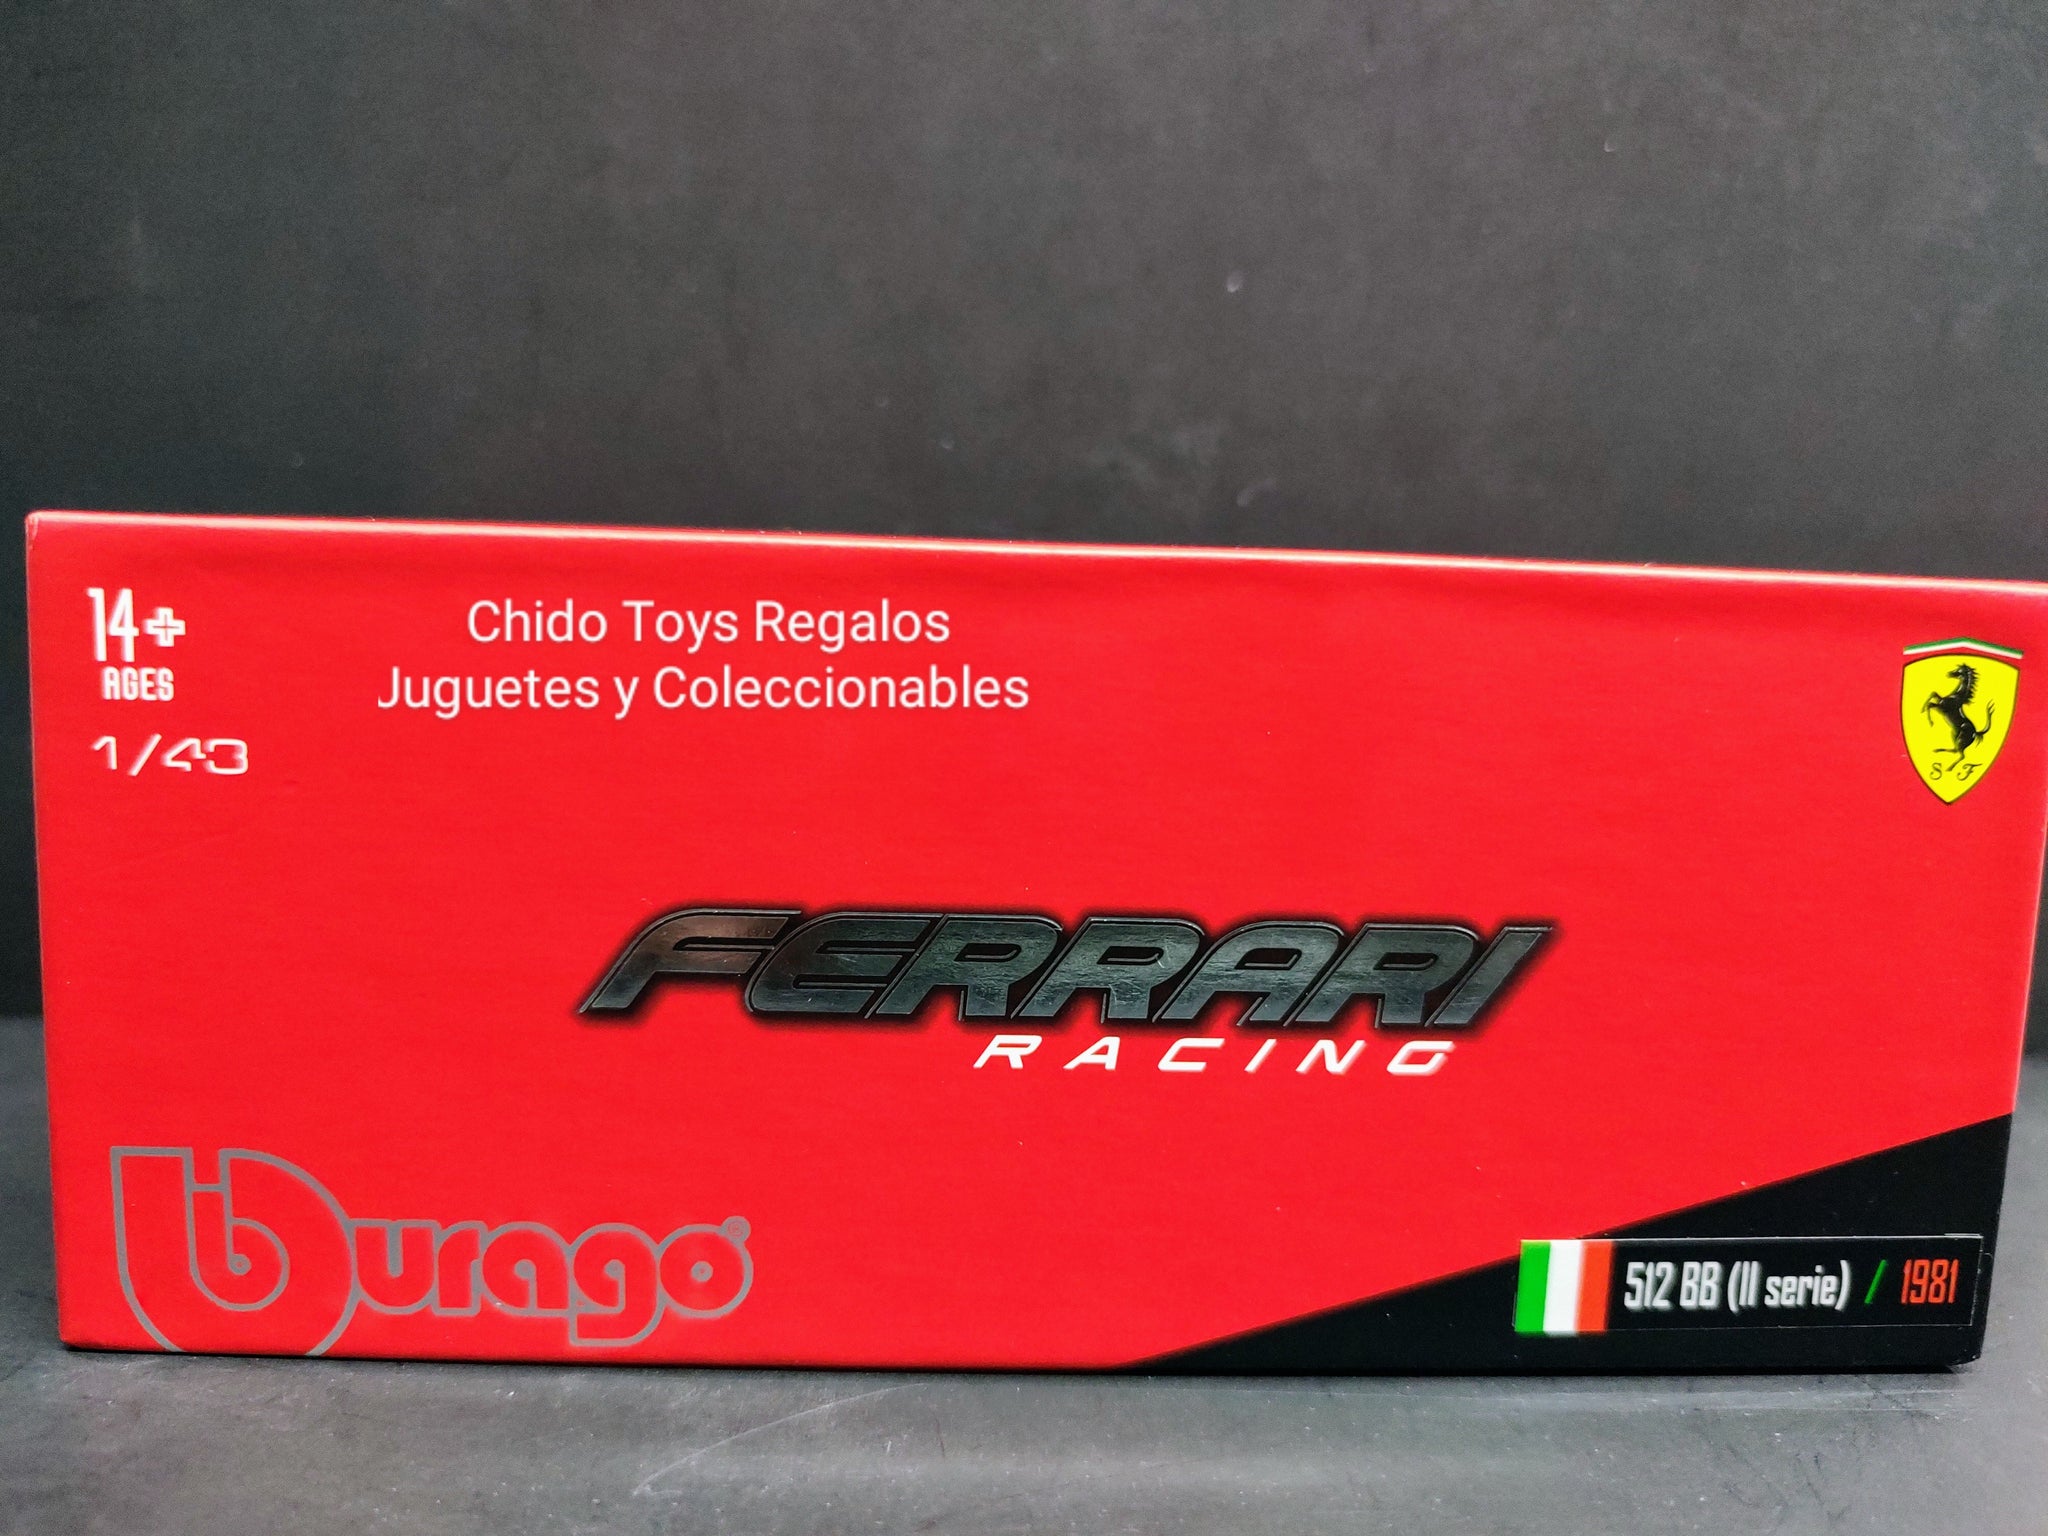 14+
AGES
1/43
Chido Toys Regalos
Juguetes y Coleccionables
S F
FERRARI
RACING
burago®
512 BB (II serie) / 1981